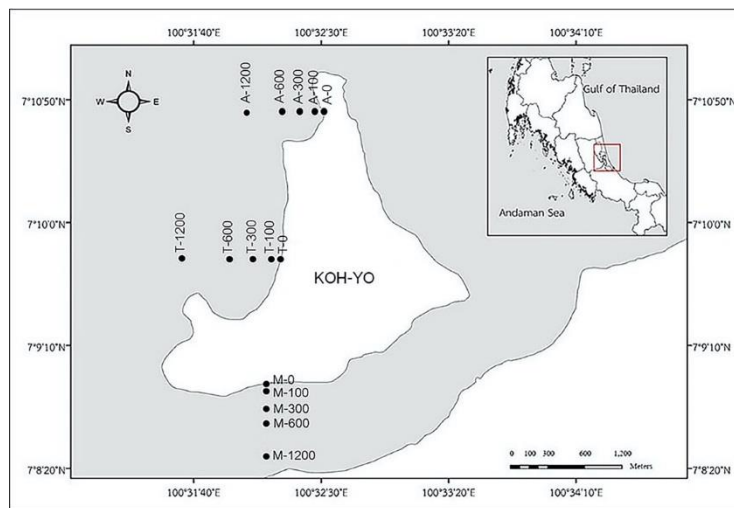 100°31'40"E 100°32'30"E 100°33'20"E 100°34'10"E
7°10'50"N
7°10'0"N
7°9'10"N
7°8'20"N
N
W E
S
A-1200
A-600
A-300
A-100
A-0
Gulf of Thailand
Andaman Sea
T-1200
T-600
T-300
T-100
T-0
KOH-YO
M-0
M-100
M-300
M-600
M-1200
0 100 300 600 1,200
Meters
7°10'50"N
7°10'0"N
7°9'10"N
7°8'20"N
100°31'40"E 100°32'30"E 100°33'20"E 100°34'10"E